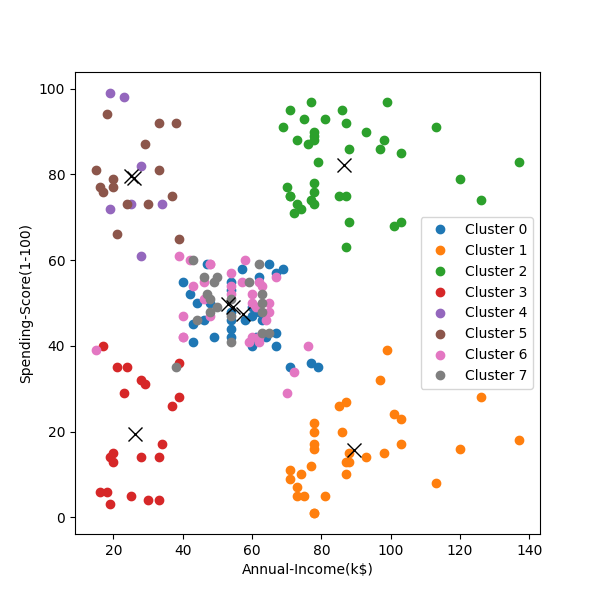 100
80
60
40
20
0
Spending-Score(1-100)
Cluster 0
Cluster 1
Cluster 2
Cluster 3
Cluster 4
Cluster 5
Cluster 6
Cluster 7
20 40 60 80 100 120 140
Annual-Income(k$)